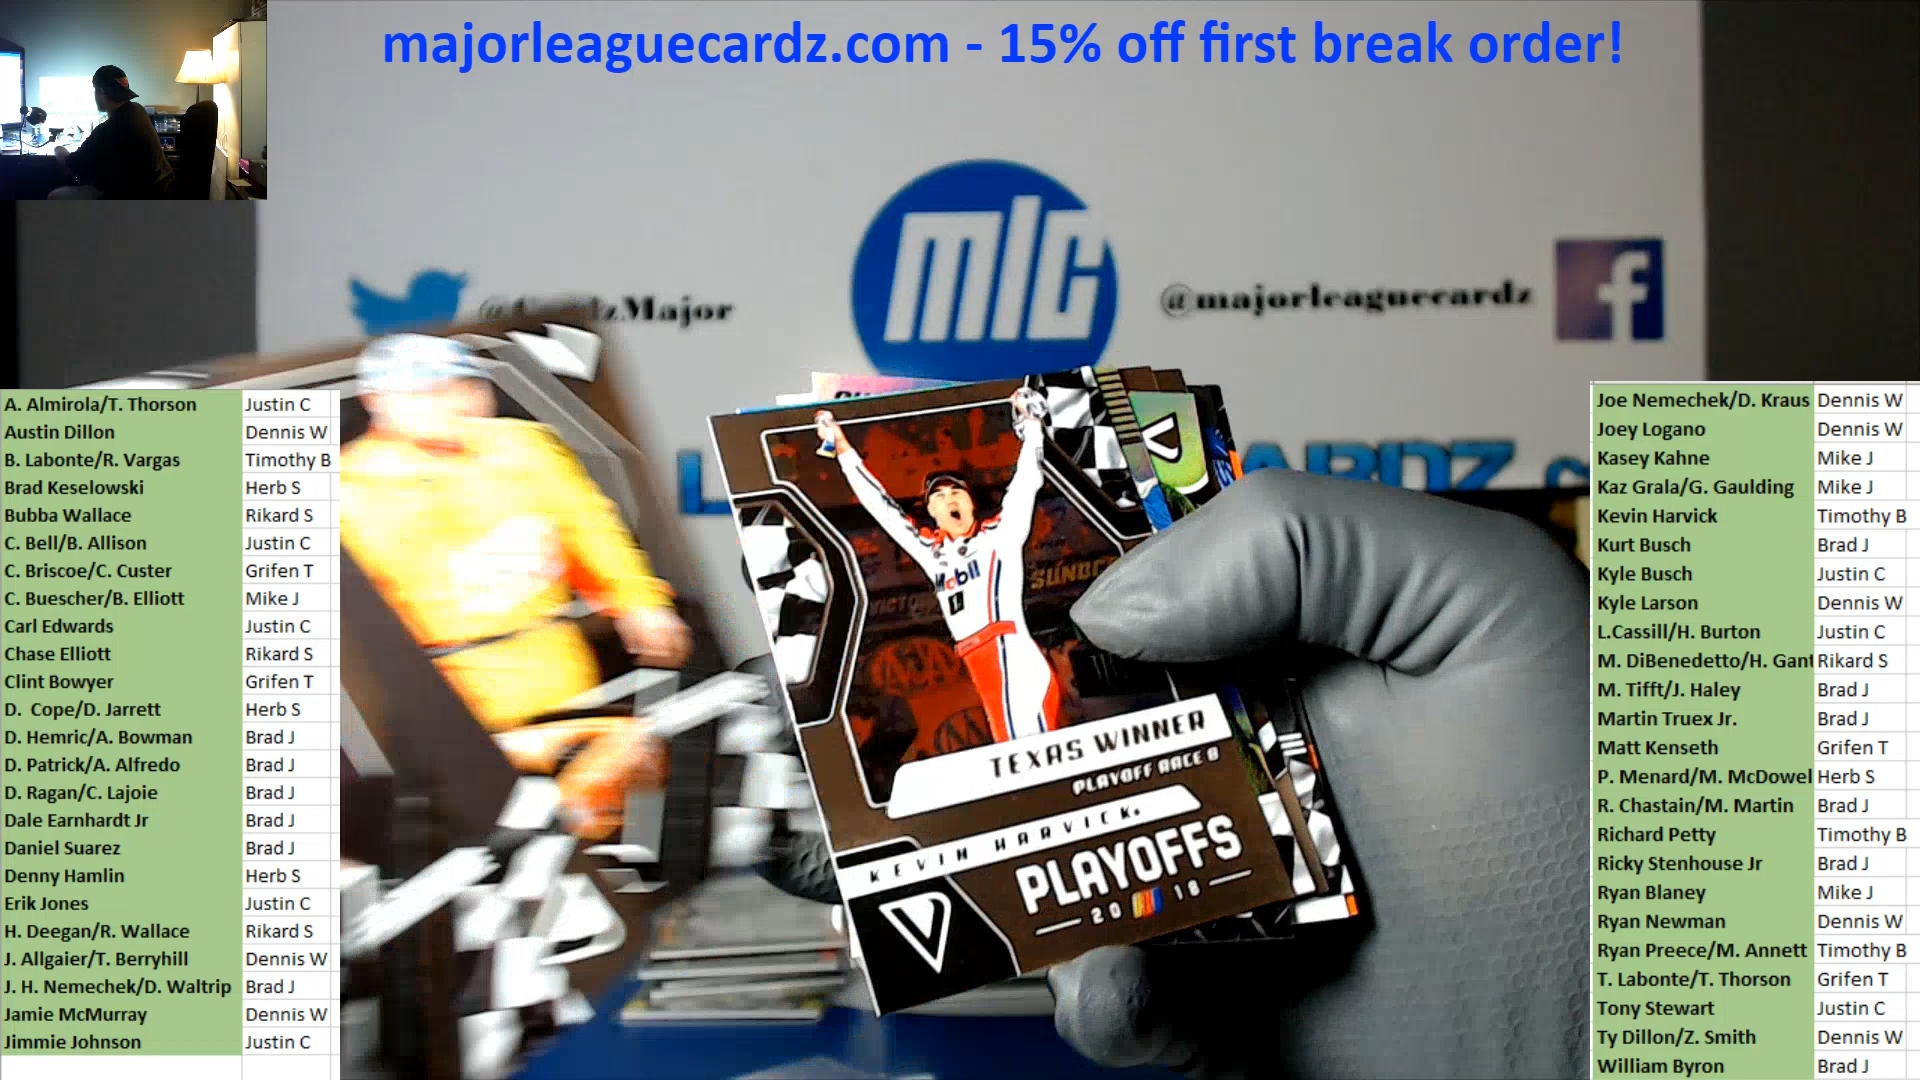 majorleaguecardz.com - 15% off first break order!
mlc
@majorleaguecardz
f
A. Almirola/T. Thorson Justin C
Austin Dillon Dennis W
B. Labonte/R. Vargas Timothy B
Brad Keselowski Herb S
Bubba Wallace Rikard S
C. Bell/B. Allison Justin C
C. Briscoe/C. Custer Grifen T
C. Buescher/B. Elliott Mike J
Carl Edwards Justin C
Chase Elliott Rikard S
Clint Bowyer Grifen T
D. Cope/D. Jarrett Herb S
D. Hemric/A. Bowman Brad J
D. Patrick/A. Alfredo Brad J
D. Ragan/C. Lajoie Brad J
Dale Earnhardt Jr Brad J
Daniel Suarez Brad J
Denny Hamlin Herb S
Erik Jones Justin C
H. Deegan/R. Wallace Rikard S
J. Allgaier/T. Berryhill Dennis W
J. H. Nemechek/D. Waltrip Brad J
Jamie McMurray Dennis W
Jimmie Johnson Justin C
Mobil
1
TEXAS WINNER
PLAYOFF RACE 8
KEVIN HARVICK.
PLAYOFFS
20 18
V
Joe Nemechek/D. Kraus Dennis W
Joey Logano Dennis W
Kasey Kahne Mike J
Kaz Grala/G. Gaulding Mike J
Kevin Harvick Timothy B
Kurt Busch Brad J
Kyle Busch Justin C
Kyle Larson Dennis W
L.Cassill/H. Burton Justin C
M. DiBenedetto/H. Gant Rikard S
M. Tifft/J. Haley Brad J
Martin Truex Jr. Brad J
Matt Kenseth Grifen T
P. Menard/M. McDowel Herb S
R. Chastain/M. Martin Brad J
Richard Petty Timothy B
Ricky Stenhouse Jr Brad J
Ryan Blaney Mike J
Ryan Newman Dennis W
Ryan Preece/M. Annett Timothy B
T. Labonte/T. Thorson Grifen T
Tony Stewart Justin C
Ty Dillon/Z. Smith Dennis W
William Byron Brad J